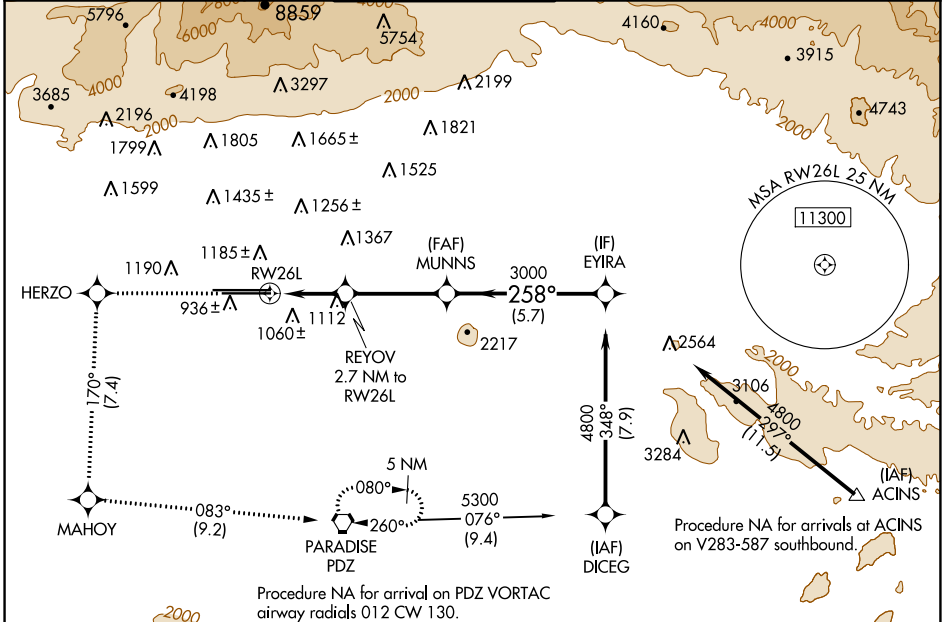 5796
6000
8859
4000
5754
4160
4000
3915
3685
4000
4198
3297
2000
2199
4743
2196
2000
2000
1799
1805
1665±
1821
1599
1435±
1525
1256±
MSA RW26L 25 NM
11300
1367
1185±
1190
RW26L
(FAF)
MUNNS
3000
258°
(5.7)
(IF)
EYIRA
HERZO
936±
1060±
1112
REYOV
2.7 NM to
RW26L
2217
2564
2000
3106
4800
297°
(11.5)
3284
170°
(7.4)
4800
348°
(7.9)
(IAF)
ACINS
Procedure NA for arrivals at ACINS
on V283-587 southbound.
MAHOY
083°
(9.2)
5 NM
080°
260°
PARADISE
PDZ
5300
076°
(9.4)
(IAF)
DICEG
Procedure NA for arrival on PDZ VORTAC
airway radials 012 CW 130.
2000